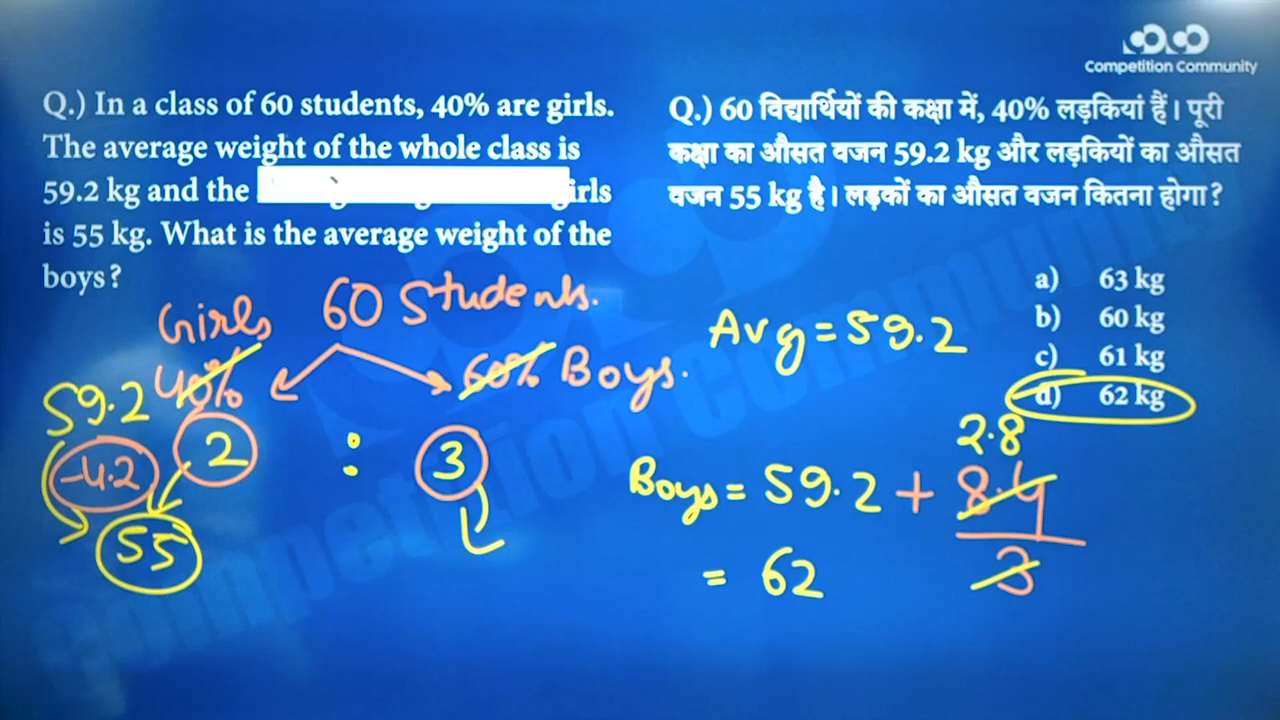 Competition Community
Q.) In a class of 60 students, 40% are girls.
The average weight of the whole class is
59.2 kg and the
is 55 kg. What is the average weight of the
boys?
Q.) 60 विद्यार्थियों की कक्षा में, 40% लड़कियां हैं। पूरी
कक्षा का औसत वजन 59.2 kg और लड़कियों का औसत
वजन 55 kg है। लड़कों का औसत वजन कितना होगा?
a) 63 kg
b) 60 kg
c) 61 kg
d) 62 kg
Girls
60 Students.
40%
60% Boys.
59.2
-4.2
2 : 3
55
Avg = 59.2
2.8
Boys = 59.2 + 8.4
3
= 62
Competition Community